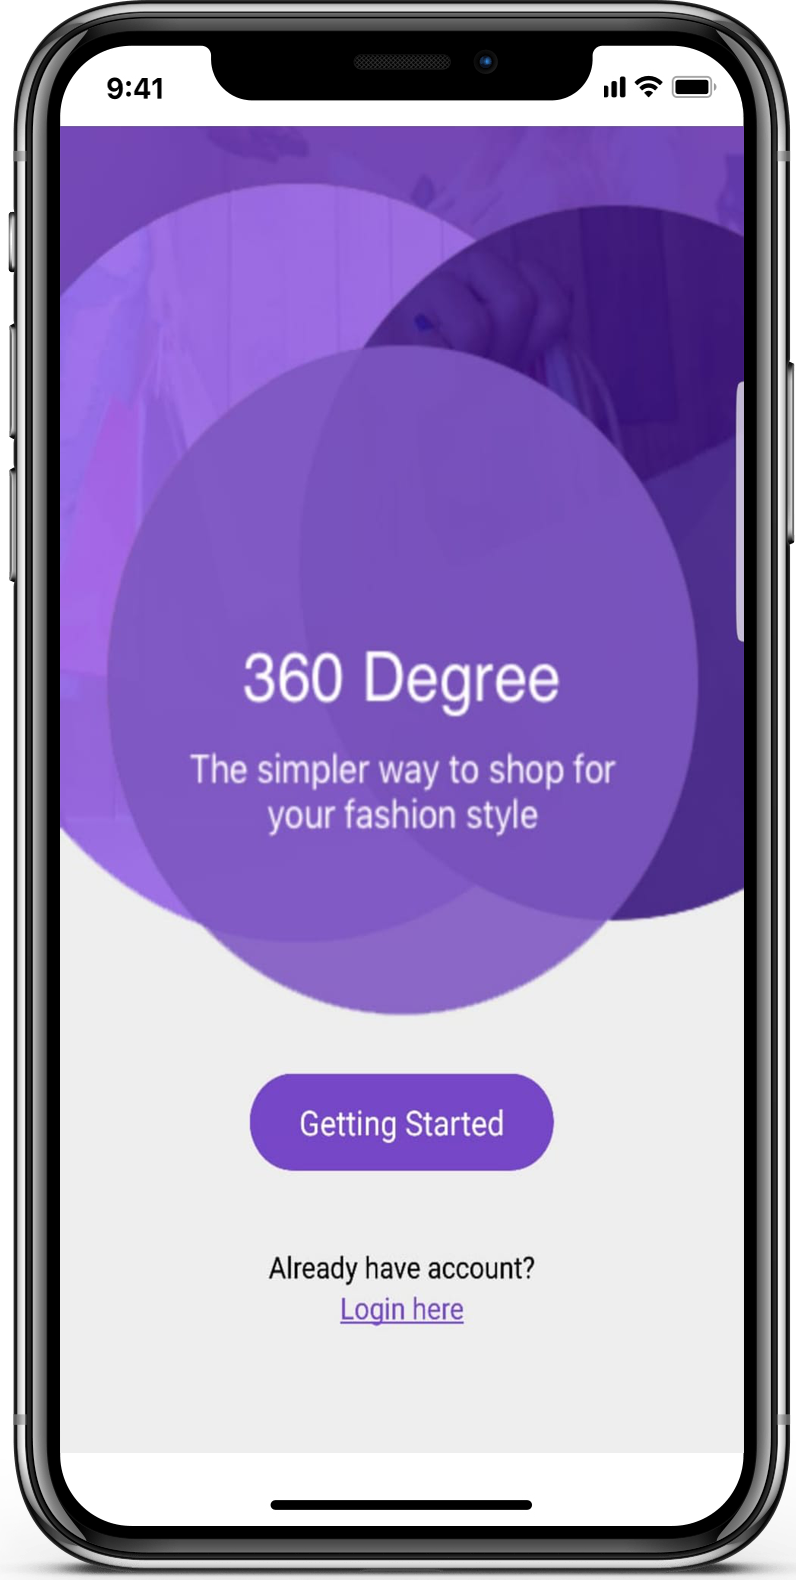 9:41
360 Degree
The simpler way to shop for
your fashion style
Getting Started
Already have account?
Login here